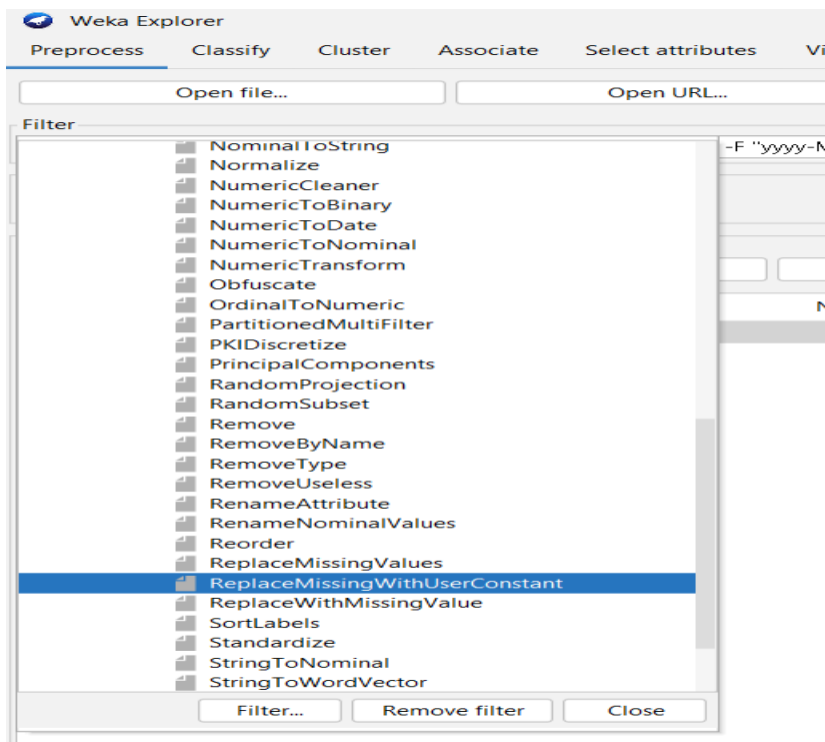 Weka Explorer
Preprocess Classify Cluster Associate Select attributes Vi
Open file... Open URL...
Filter
NominalToString
-F "yyyy-M
Normalize
NumericCleaner
NumericToBinary
NumericToDate
NumericToNominal
NumericTransform
Obfuscate
OrdinalToNumeric
PartitionedMultiFilter
PKIDiscretize
PrincipalComponents
RandomProjection
RandomSubset
Remove
RemoveByName
RemoveType
RemoveUseless
RenameAttribute
RenameNominalValues
Reorder
ReplaceMissingValues
ReplaceMissingWithUserConstant
ReplaceWithMissingValue
SortLabels
Standardize
StringToNominal
StringToWordVector
Filter... Remove filter Close